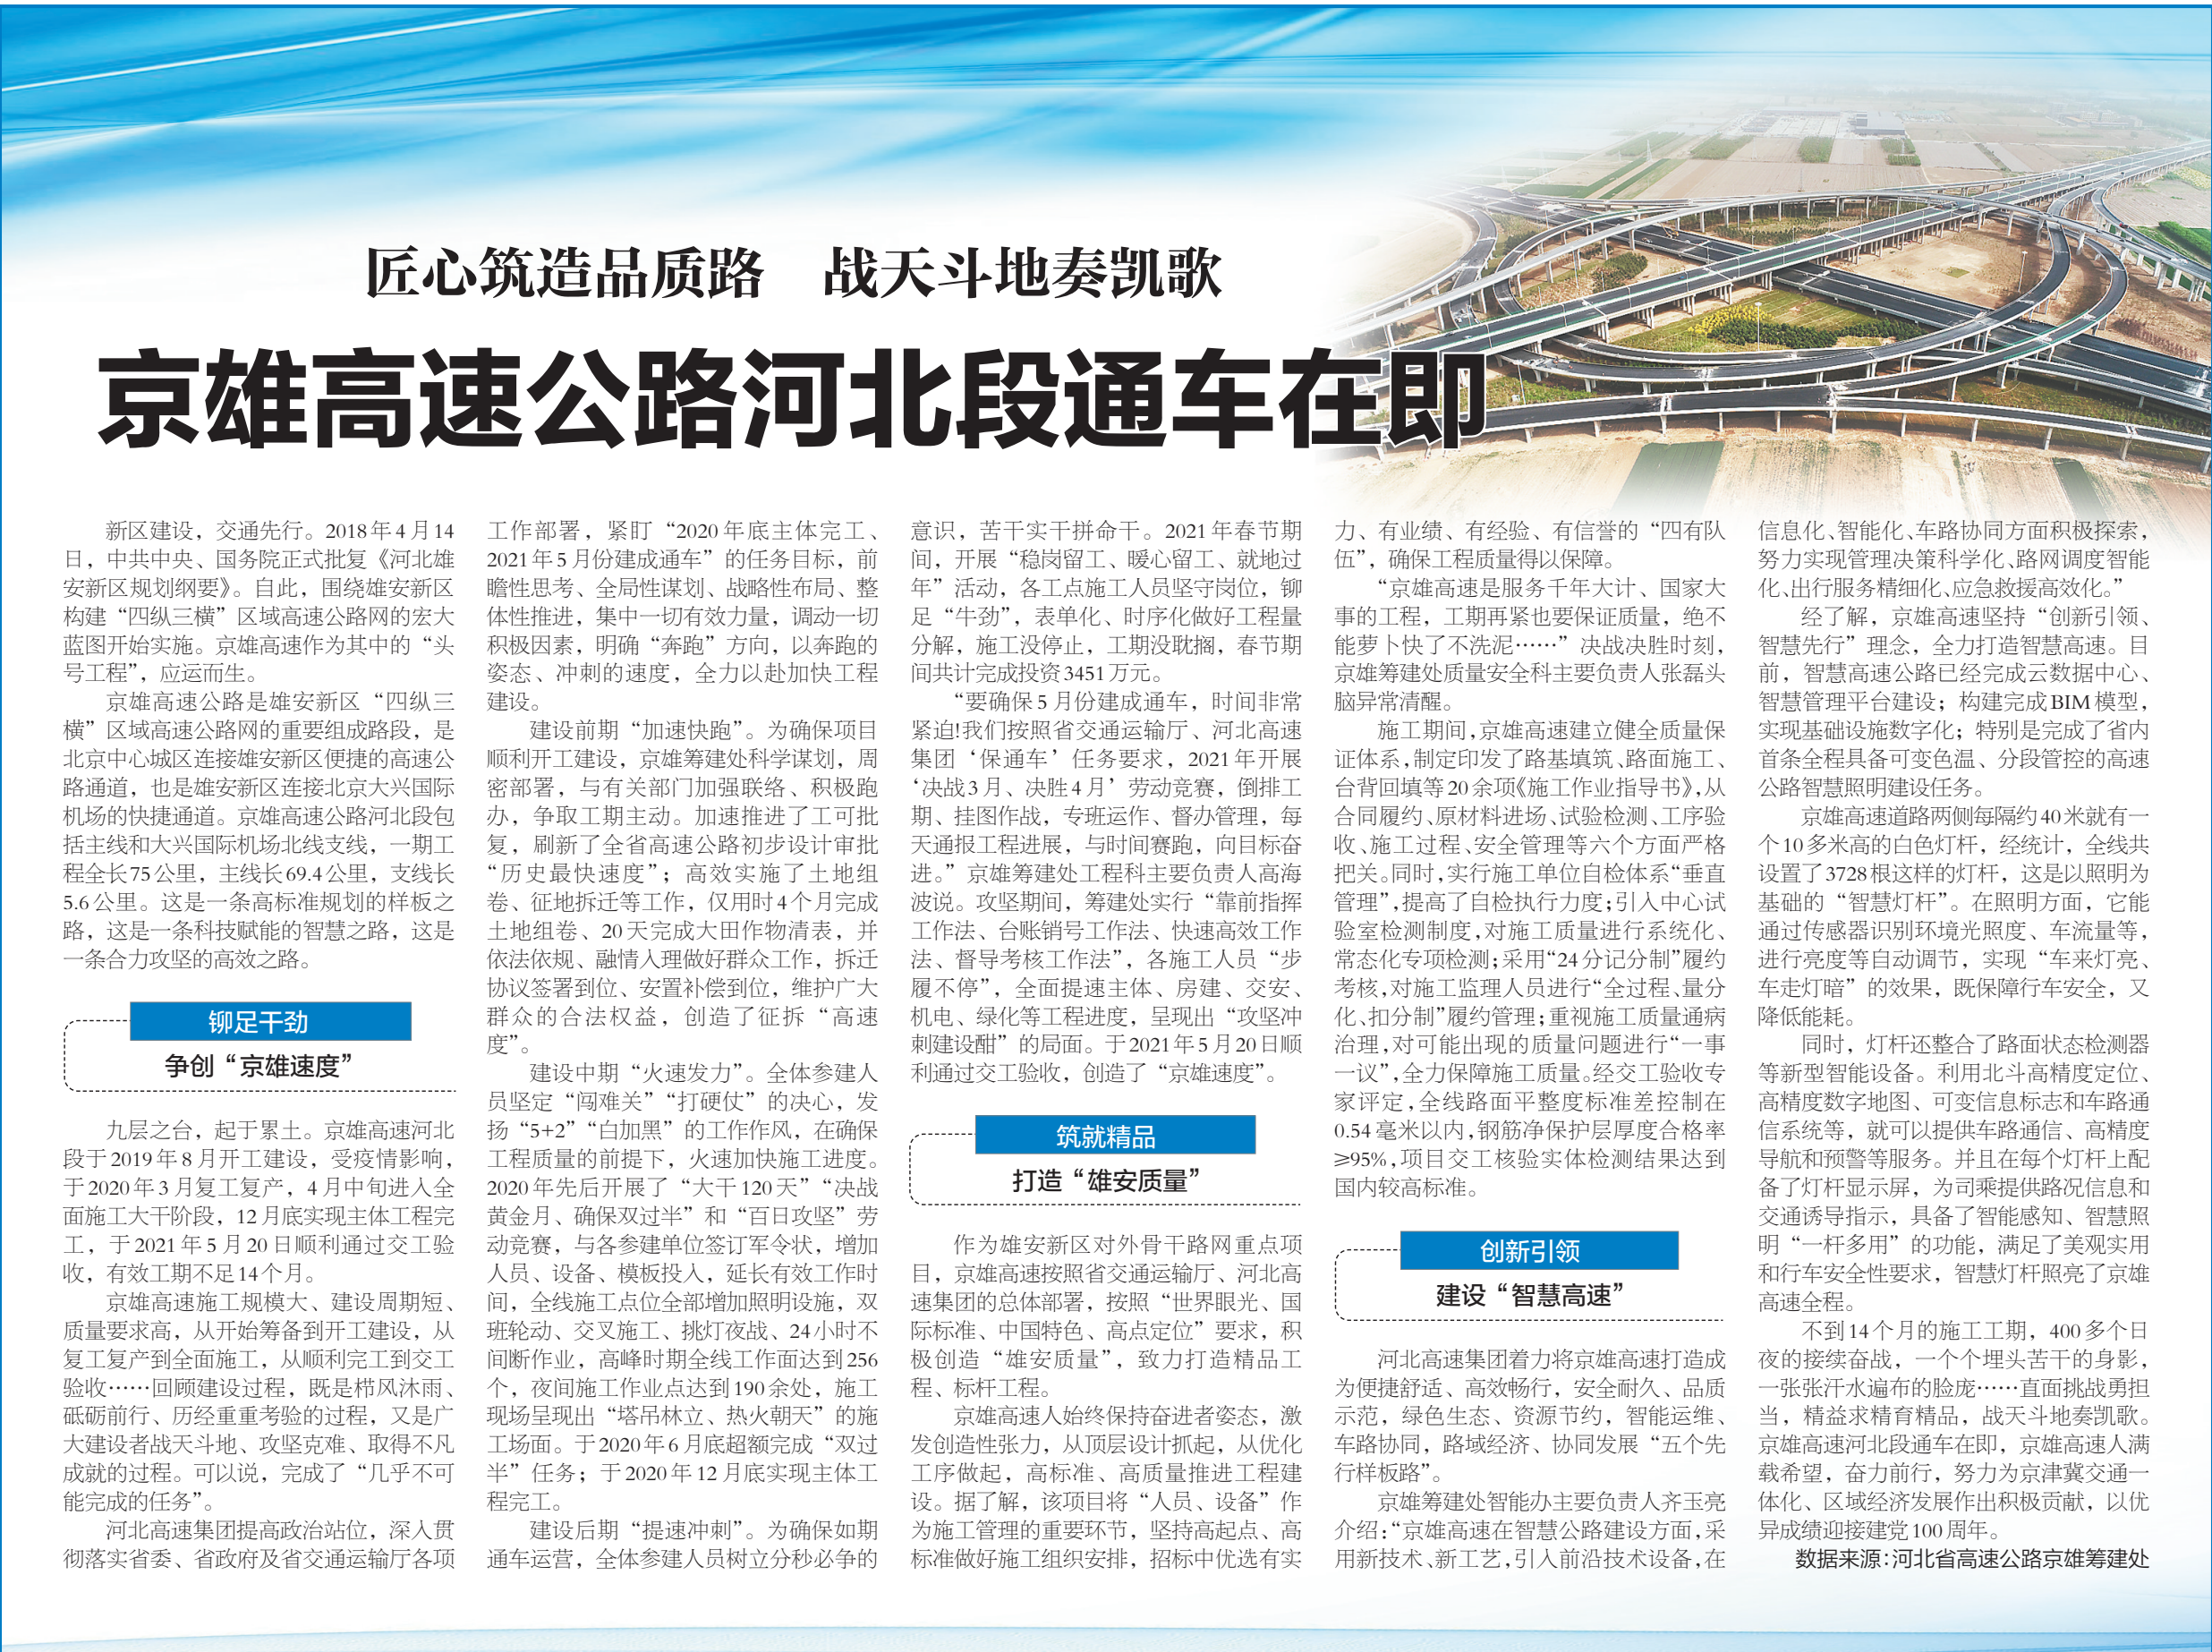 匠心筑造品质路　战天斗地奏凯歌
京雄高速公路河北段通车在即
新区建设，交通先行。2018年4月14
日，中共中央、国务院正式批复《河北雄
安新区规划纲要》。自此，围绕雄安新区
构建“四纵三横”区域高速公路网的宏大
蓝图开始实施。京雄高速作为其中的“头
号工程”，应运而生。
京雄高速公路是雄安新区“四纵三
横”区域高速公路网的重要组成路段，是
北京中心城区连接雄安新区便捷的高速公
路通道，也是雄安新区连接北京大兴国际
机场的快捷通道。京雄高速公路河北段包
括主线和大兴国际机场北线支线，一期工
程全长75公里，主线长69.4公里，支线长
5.6公里。这是一条高标准规划的样板之
路，这是一条科技赋能的智慧之路，这是
一条合力攻坚的高效之路。
铆足干劲
争创“京雄速度”
九层之台，起于累土。京雄高速河北
段于2019年8月开工建设，受疫情影响，
于2020年3月复工复产，4月中旬进入全
面施工大干阶段，12月底实现主体工程完
工，于2021年5月20日顺利通过交工验
收，有效工期不足14个月。
京雄高速施工规模大、建设周期短、
质量要求高，从开始筹备到开工建设，从
复工复产到全面施工，从顺利完工到交工
验收……回顾建设过程，既是栉风沐雨、
砥砺前行、历经重重考验的过程，又是广
大建设者战天斗地、攻坚克难、取得不凡
成就的过程。可以说，完成了“几乎不可
能完成的任务”。
河北高速集团提高政治站位，深入贯
彻落实省委、省政府及省交通运输厅各项
工作部署，紧盯“2020年底主体完工、
2021年5月份建成通车”的任务目标，前
瞻性思考、全局性谋划、战略性布局、整
体性推进，集中一切有效力量，调动一切
积极因素，明确“奔跑”方向，以奔跑的
姿态、冲刺的速度，全力以赴加快工程
建设。
建设前期“加速快跑”。为确保项目
顺利开工建设，京雄筹建处科学谋划，周
密部署，与有关部门加强联络、积极跑
办，争取工期主动。加速推进了工可批
复，刷新了全省高速公路初步设计审批
“历史最快速度”；高效实施了土地组
卷、征地拆迁等工作，仅用时4个月完成
土地组卷、20天完成大田作物清表，并
依法依规、融情入理做好群众工作，拆迁
协议签署到位、安置补偿到位，维护广大
群众的合法权益，创造了征拆“高速
度”。
建设中期“火速发力”。全体参建人
员坚定“闯难关”“打硬仗”的决心，发
扬“5+2”“白加黑”的工作作风，在确保
工程质量的前提下，火速加快施工进度。
2020年先后开展了“大干120天”“决战
黄金月、确保双过半”和“百日攻坚”劳
动竞赛，与各参建单位签订军令状，增加
人员、设备、模板投入，延长有效工作时
间，全线施工点位全部增加照明设施，双
班轮动、交叉施工、挑灯夜战、24小时不
间断作业，高峰时期全线工作面达到256
个，夜间施工作业点达到190余处，施工
现场呈现出“塔吊林立、热火朝天”的施
工场面。于2020年6月底超额完成“双过
半”任务；于2020年12月底实现主体工
程完工。
建设后期“提速冲刺”。为确保如期
通车运营，全体参建人员树立分秒必争的
意识，苦干实干拼命干。2021年春节期
间，开展“稳岗留工、暖心留工、就地过
年”活动，各工点施工人员坚守岗位，铆
足“牛劲”，表单化、时序化做好工程量
分解，施工没停止，工期没耽搁，春节期
间共计完成投资3451万元。
“要确保5月份建成通车，时间非常
紧迫!我们按照省交通运输厅、河北高速
集团‘保通车’任务要求，2021年开展
‘决战3月、决胜4月’劳动竞赛，倒排工
期、挂图作战，专班运作、督办管理，每
天通报工程进展，与时间赛跑，向目标奋
进。”京雄筹建处工程科主要负责人高海
波说。攻坚期间，筹建处实行“靠前指挥
工作法、台账销号工作法、快速高效工作
法、督导考核工作法”，各施工人员“步
履不停”，全面提速主体、房建、交安、
机电、绿化等工程进度，呈现出“攻坚冲
刺建设酣”的局面。于2021年5月20日顺
利通过交工验收，创造了“京雄速度”。
筑就精品
打造“雄安质量”
作为雄安新区对外骨干路网重点项
目，京雄高速按照省交通运输厅、河北高
速集团的总体部署，按照“世界眼光、国
际标准、中国特色、高点定位”要求，积
极创造“雄安质量”，致力打造精品工
程、标杆工程。
京雄高速人始终保持奋进者姿态，激
发创造性张力，从顶层设计抓起，从优化
工序做起，高标准、高质量推进工程建
设。据了解，该项目将“人员、设备”作
为施工管理的重要环节，坚持高起点、高
标准做好施工组织安排，招标中优选有实
力、有业绩、有经验、有信誉的“四有队
伍”，确保工程质量得以保障。
“京雄高速是服务千年大计、国家大
事的工程，工期再紧也要保证质量，绝不
能萝卜快了不洗泥……”决战决胜时刻，
京雄筹建处质量安全科主要负责人张磊头
脑异常清醒。
施工期间，京雄高速建立健全质量保
证体系，制定印发了路基填筑、路面施工、
台背回填等20余项《施工作业指导书》，从
合同履约、原材料进场、试验检测、工序验
收、施工过程、安全管理等六个方面严格
把关。同时，实行施工单位自检体系“垂直
管理”，提高了自检执行力度；引入中心试
验室检测制度，对施工质量进行系统化、
常态化专项检测；采用“24分记分制”履约
考核，对施工监理人员进行“全过程、量分
化、扣分制”履约管理；重视施工质量通病
治理，对可能出现的质量问题进行“一事
一议”，全力保障施工质量。经交工验收专
家评定，全线路面平整度标准差控制在
0.54毫米以内，钢筋净保护层厚度合格率
≥95%，项目交工核验实体检测结果达到
国内较高标准。
创新引领
建设“智慧高速”
河北高速集团着力将京雄高速打造成
为便捷舒适、高效畅行，安全耐久、品质
示范，绿色生态、资源节约，智能运维、
车路协同，路域经济、协同发展“五个先
行样板路”。
京雄筹建处智能办主要负责人齐玉亮
介绍：“京雄高速在智慧公路建设方面，采
用新技术、新工艺，引入前沿技术设备，在
信息化、智能化、车路协同方面积极探索，
努力实现管理决策科学化、路网调度智能
化、出行服务精细化、应急救援高效化。”
经了解，京雄高速坚持“创新引领、
智慧先行”理念，全力打造智慧高速。目
前，智慧高速公路已经完成云数据中心、
智慧管理平台建设；构建完成BIM模型，
实现基础设施数字化；特别是完成了省内
首条全程具备可变色温、分段管控的高速
公路智慧照明建设任务。
京雄高速道路两侧每隔约40米就有一
个10多米高的白色灯杆，经统计，全线共
设置了3728根这样的灯杆，这是以照明为
基础的“智慧灯杆”。在照明方面，它能
通过传感器识别环境光照度、车流量等，
进行亮度等自动调节，实现“车来灯亮、
车走灯暗”的效果，既保障行车安全，又
降低能耗。
同时，灯杆还整合了路面状态检测器
等新型智能设备。利用北斗高精度定位、
高精度数字地图、可变信息标志和车路通
信系统等，就可以提供车路通信、高精度
导航和预警等服务。并且在每个灯杆上配
备了灯杆显示屏，为司乘提供路况信息和
交通诱导指示，具备了智能感知、智慧照
明“一杆多用”的功能，满足了美观实用
和行车安全性要求，智慧灯杆照亮了京雄
高速全程。
不到14个月的施工工期，400多个日
夜的接续奋战，一个个埋头苦干的身影，
一张张汗水遍布的脸庞……直面挑战勇担
当，精益求精育精品，战天斗地奏凯歌。
京雄高速河北段通车在即，京雄高速人满
载希望，奋力前行，努力为京津冀交通一
体化、区域经济发展作出积极贡献，以优
异成绩迎接建党100周年。
数据来源：河北省高速公路京雄筹建处